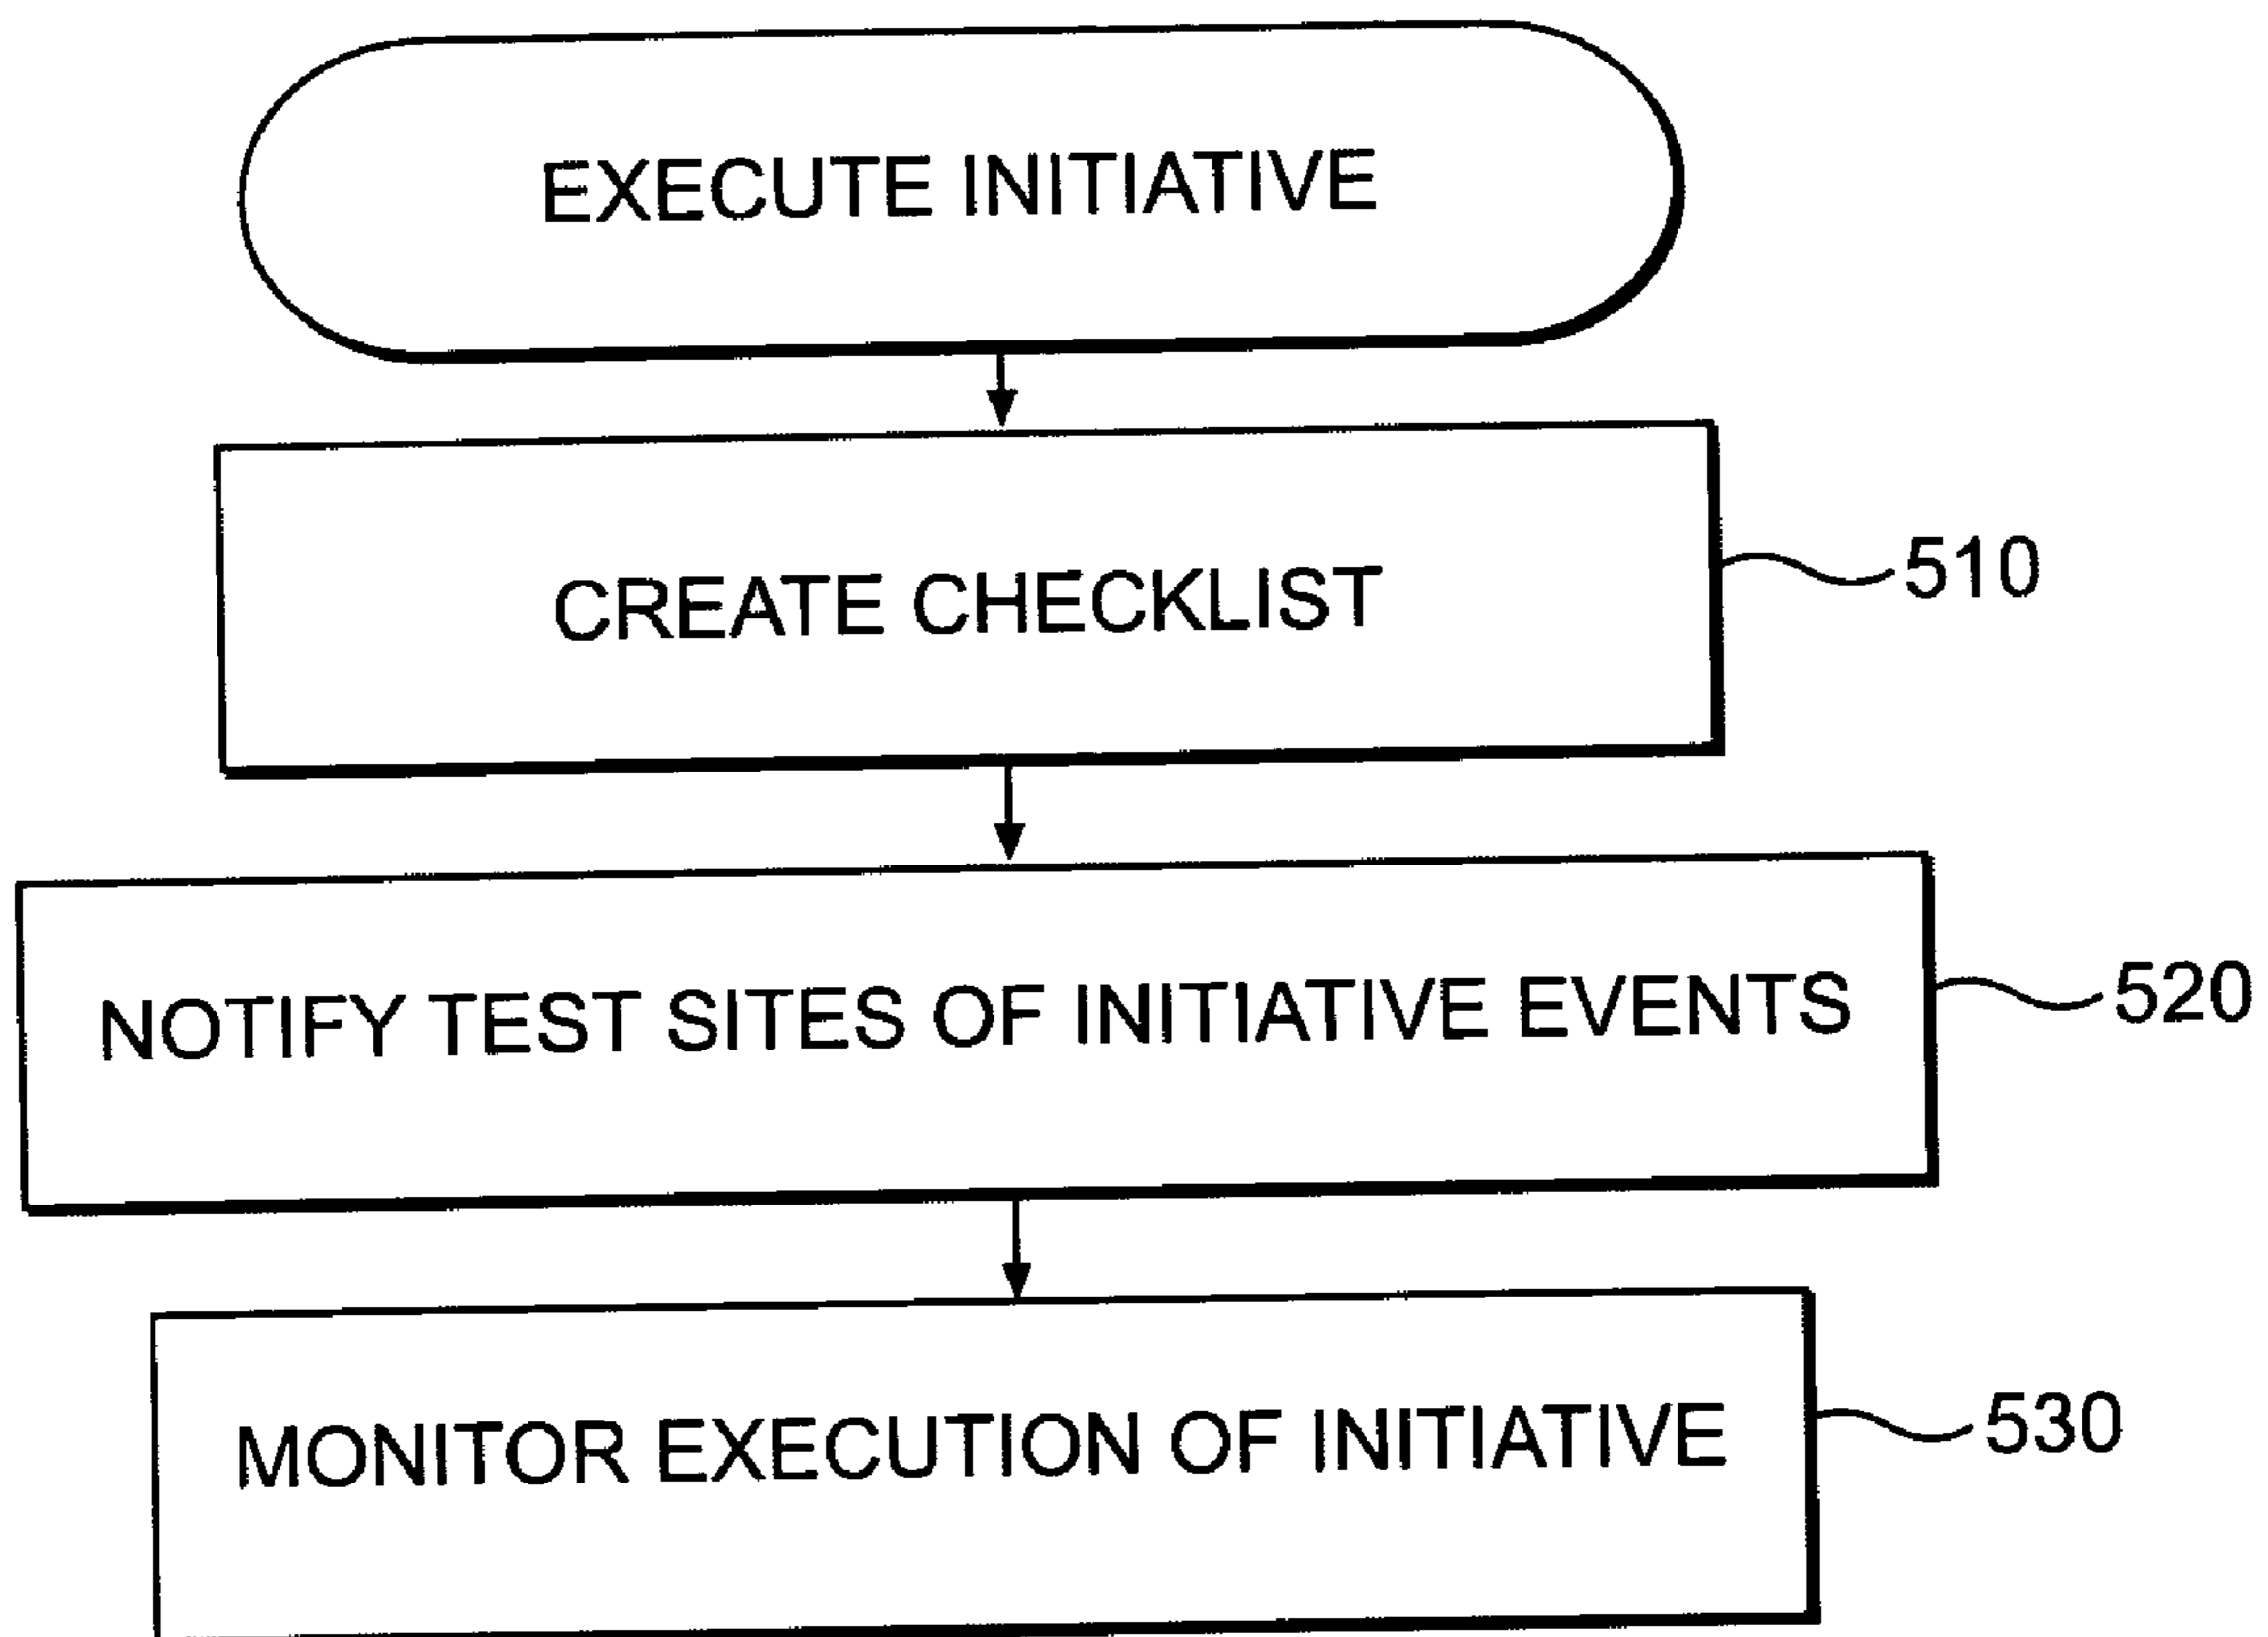 EXECUTE INITIATIVE
CREATE CHECKLIST
510
NOTIFY TEST SITES OF INITIATIVE EVENTS
520
MONITOR EXECUTION OF INITIATIVE
530